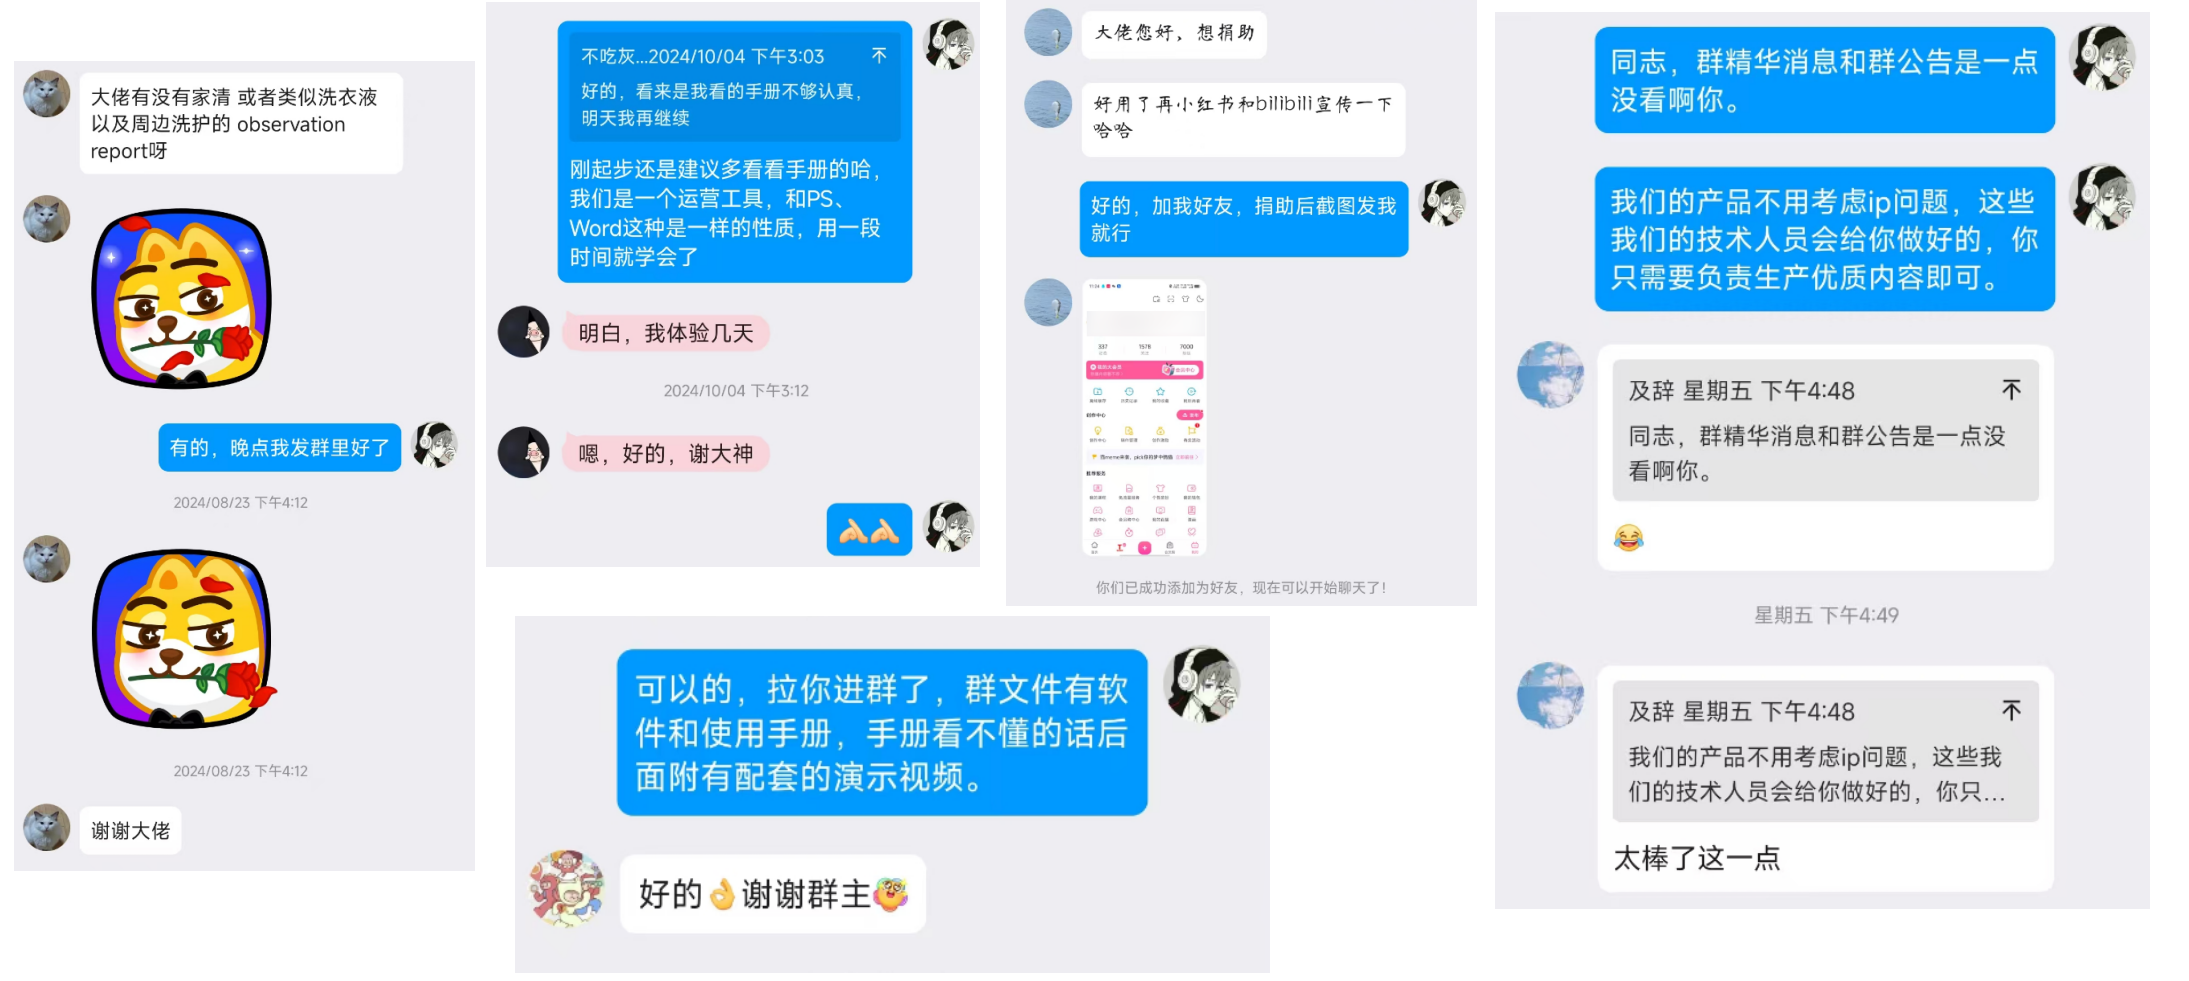 大佬有没有家清 或者类似洗衣液
以及周边洗护的 observation
report呀
有的，晚点我发群里好了
2024/08/23 下午4:12
2024/08/23 下午4:12
谢谢大佬
不吃灰...2024/10/04 下午3:03
好的，看来是我看的手册不够认真，
明天我再继续
刚起步还是建议多看看手册的哈，
我们是一个运营工具，和PS、
Word这种是一样的性质，用一段
时间就学会了
明白，我体验几天
2024/10/04 下午3:12
嗯，好的，谢大神
大佬您好，想捐助
好用了再小红书和bilibili宣传一下
哈哈
好的，加我好友，捐助后截图发我
就行
337
1578
7000
你们已成功添加为好友，现在可以开始聊天了！
可以的，拉你进群了，群文件有软
件和使用手册，手册看不懂的话后
面附有配套的演示视频。
好的👌谢谢群主
同志，群精华消息和群公告是一点
没看啊你。
我们的产品不用考虑ip问题，这些
我们的技术人员会给你做好的，你
只需要负责生产优质内容即可。
及辞 星期五 下午4:48
同志，群精华消息和群公告是一点没
看啊你。
星期五 下午4:49
及辞 星期五 下午4:48
我们的产品不用考虑ip问题，这些我
们的技术人员会给你做好的，你只...
太棒了这一点